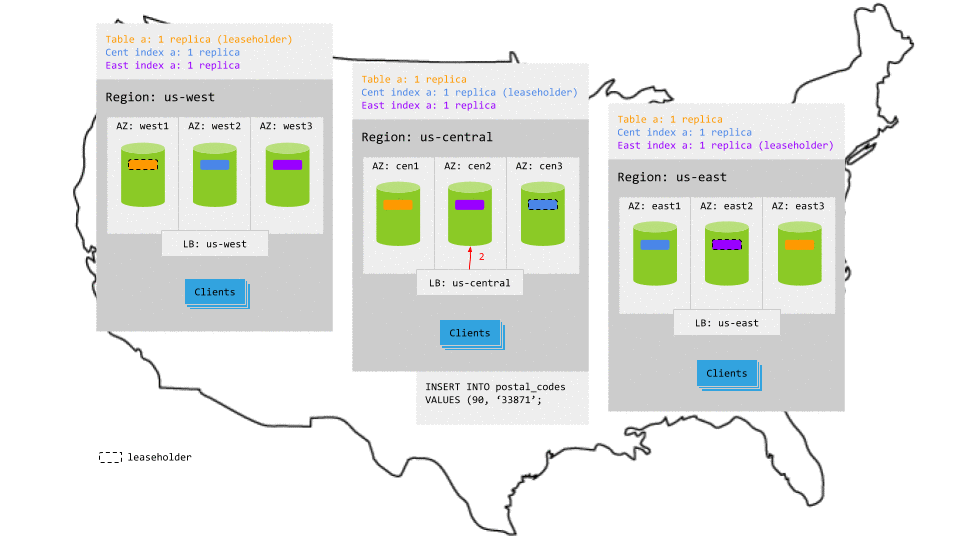 Table a: 1 replica (leaseholder)
Cent index a: 1 replica
East index a: 1 replica
Region: us-west
AZ: west1
AZ: west2
AZ: west3
LB: us-west
Clients
Table a: 1 replica
Cent index a: 1 replica (leaseholder)
East index a: 1 replica
Region: us-central
AZ: cen1
AZ: cen2
AZ: cen3
2
LB: us-central
Clients
INSERT INTO postal_codes
VALUES (90, ‘33871’;
Table a: 1 replica
Cent index a: 1 replica
East index a: 1 replica (leaseholder)
Region: us-east
AZ: east1
AZ: east2
AZ: east3
LB: us-east
Clients
leaseholder